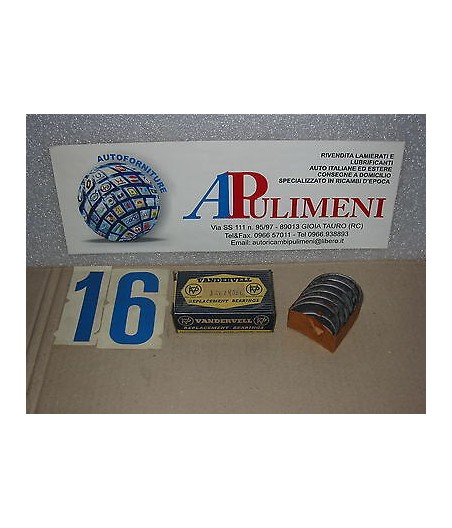 AUTOFORNITURE
APULIMENI
RIVENDITA LAMIERATI E
LUBRIFICANTI
AUTO ITALIANE ED ESTERE
CONSEGNE A DOMICILIO
SPECIALIZZATO IN RICAMBI D'EPOCA
Via SS 111 n. 95/97 - 89013 GIOIA TAURO (RC)
Tel&Fax. 0966 57011 - Tel 0966.938893
Email: autoricambipulimeni@libero.it
16
VANDERVELL
REPLACEMENT BEARINGS
VANDERVELL
REPLACEMENT BEARINGS